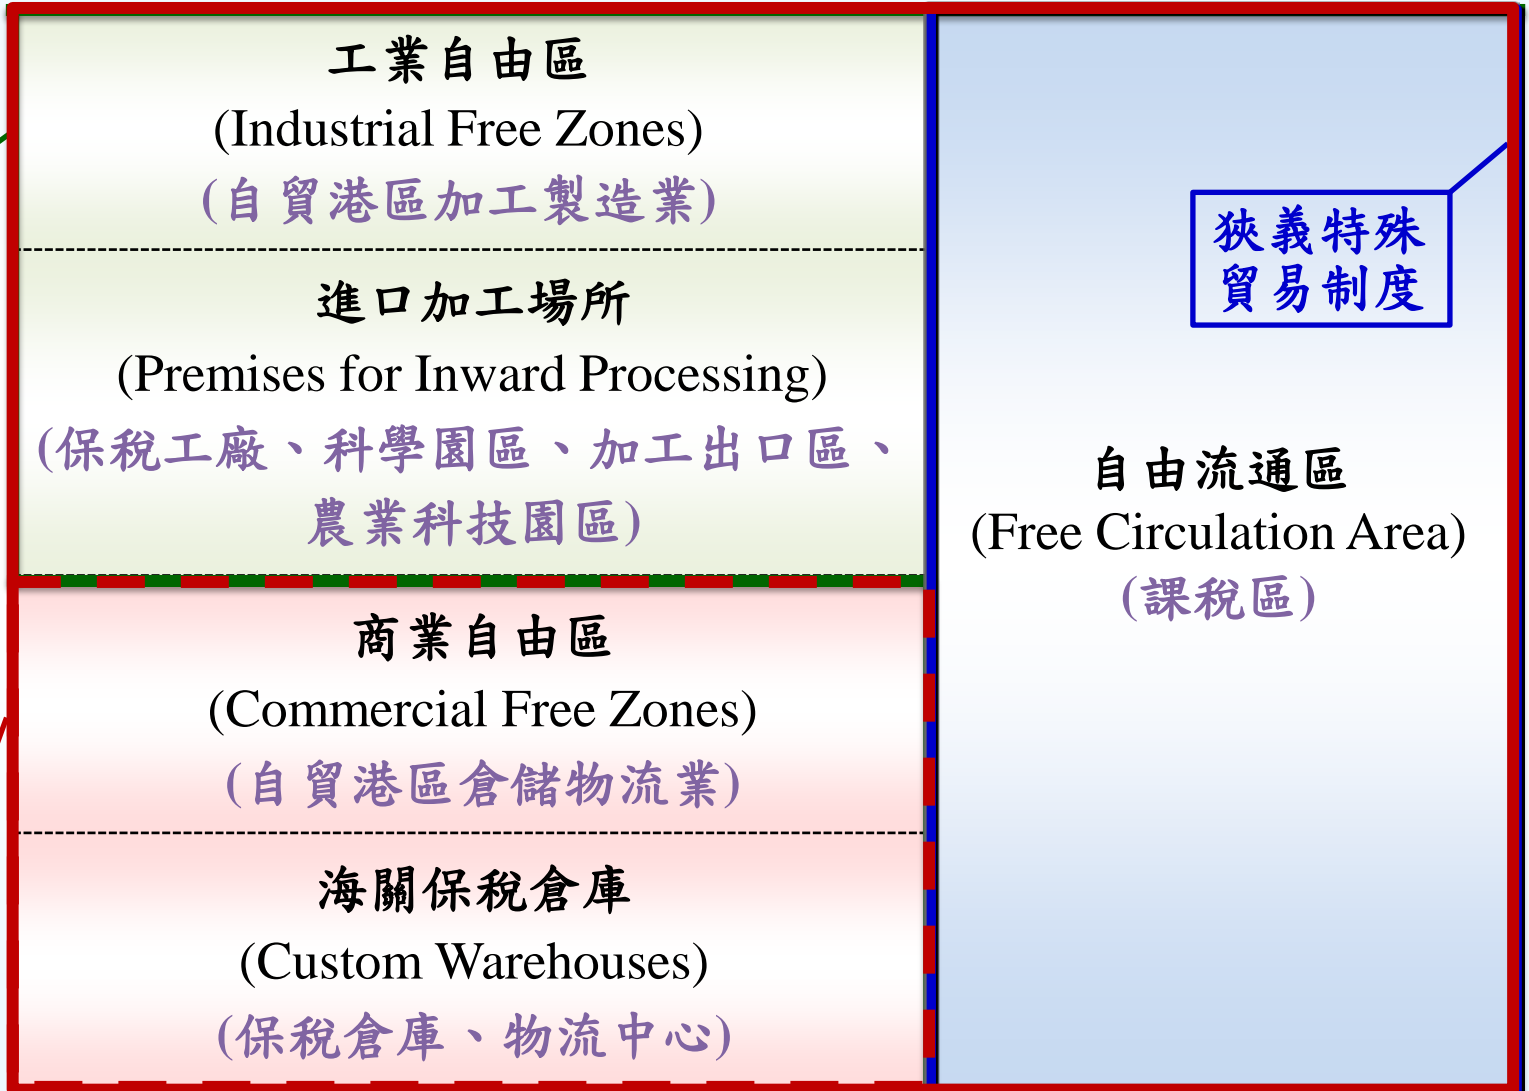 工業自由區
(Industrial Free Zones)
(自貿港區加工製造業)
進口加工場所
(Premises for Inward Processing)
(保稅工廠、科學園區、加工出口區、
農業科技園區)
商業自由區
(Commercial Free Zones)
(自貿港區倉儲物流業)
海關保稅倉庫
(Custom Warehouses)
(保稅倉庫、物流中心)
狹義特殊
貿易制度
自由流通區
(Free Circulation Area)
(課稅區)